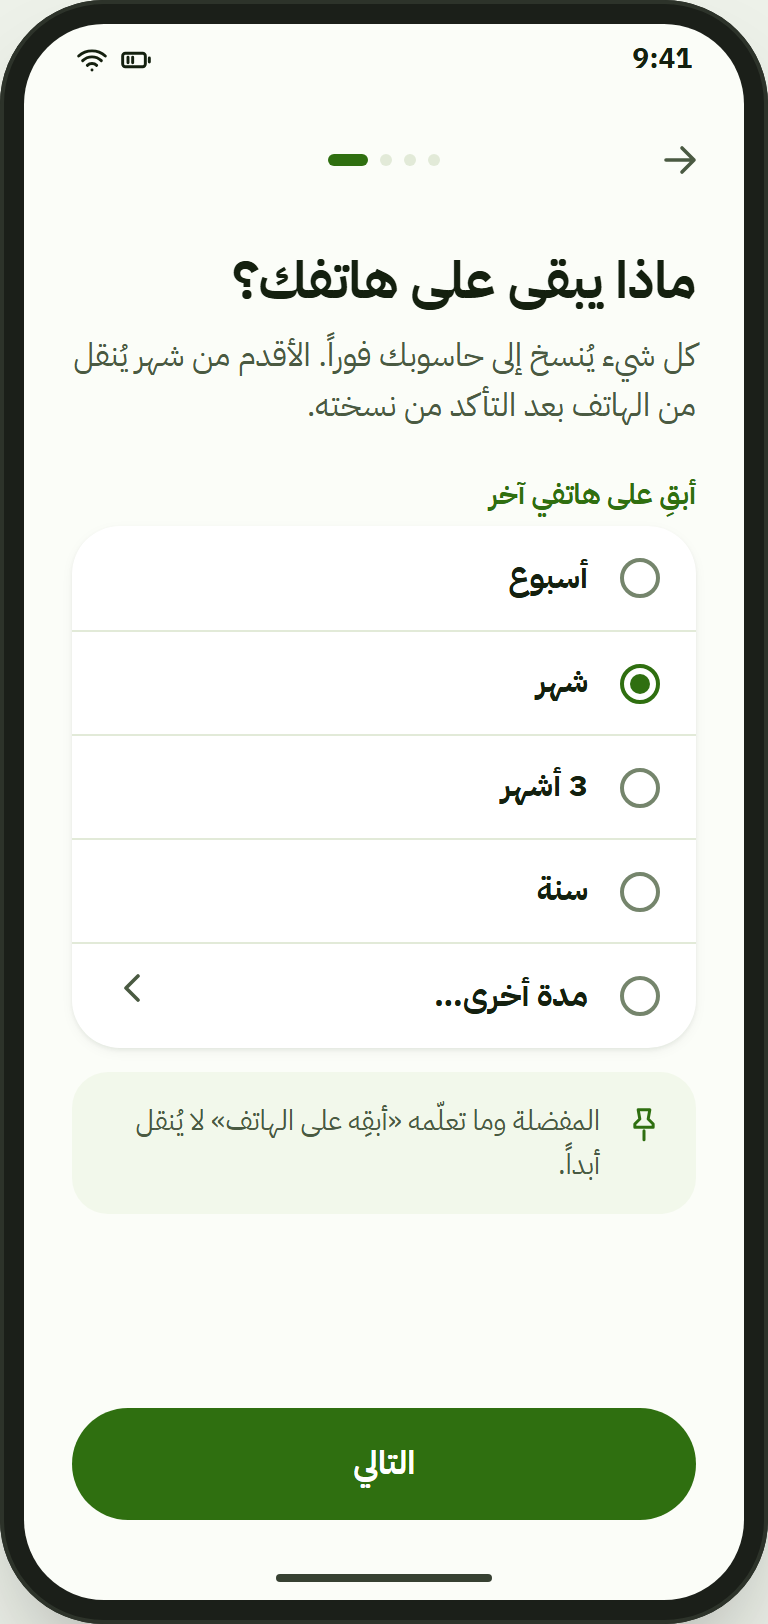 9:41
ماذا يبقى على هاتفك؟
كل شيء يُنسخ إلى حاسوبك فوراً. الأقدم من شهر يُنقل
من الهاتف بعد التأكد من نسخته.
أبقِ على هاتفي آخر
أسبوع
شهر
3 أشهر
سنة
مدة أخرى...
المفضلة وما تعلّمه «أبقِه على الهاتف» لا يُنقل
أبداً.
التالي